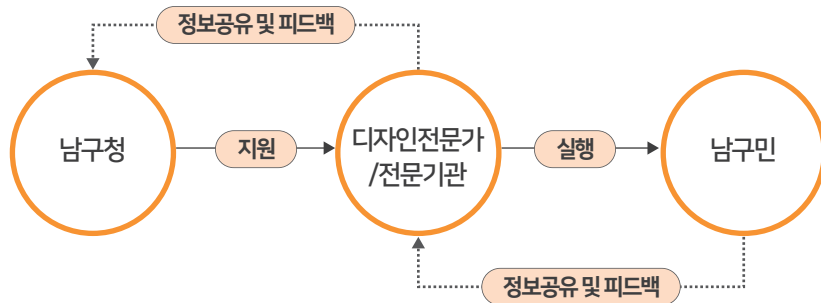 정보공유 및 피드백
남구청
지원
디자인전문가
/전문기관
실행
남구민
정보공유 및 피드백